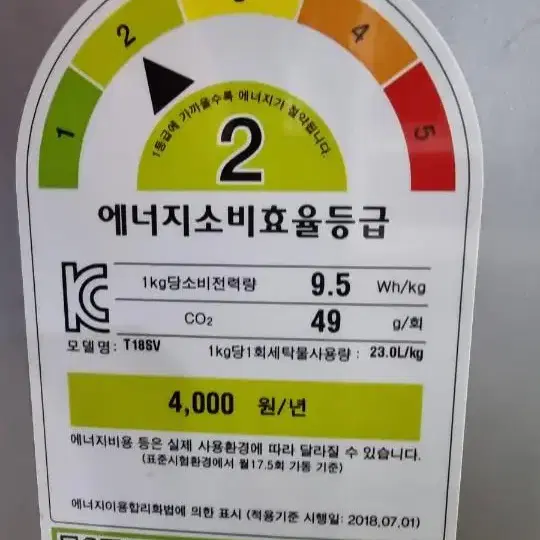 1
2
3
4
5
1등급에 가까울수록 에너지가 절약됩니다.
2
에너지소비효율등급
1kg당소비전력량 9.5 Wh/kg
CO₂ 49 g/회
모델명: T18SV 1kg당1회세탁물사용량 : 23.0L/kg
4,000 원/년
에너지비용 등은 실제 사용환경에 따라 달라질 수 있습니다.
(표준시험환경에서 월17.5회 가동 기준)
에너지이용합리화법에 의한 표시 (적용기준 시행일: 2018,07,01)